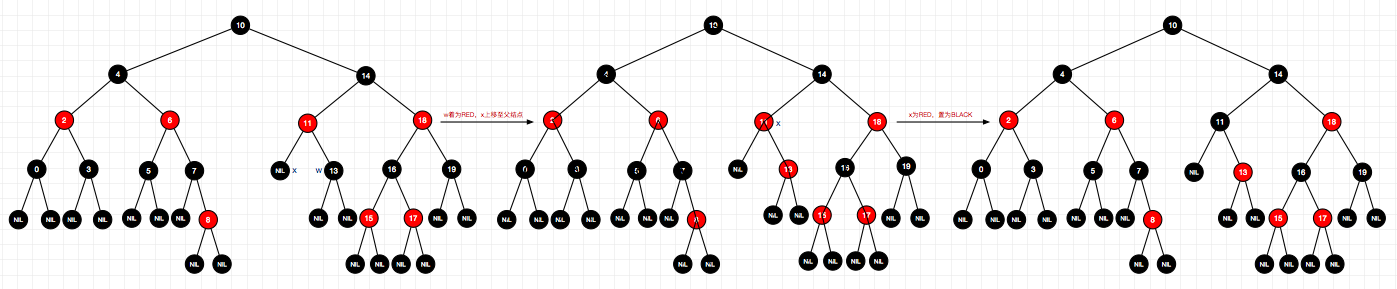 10
4 14
2 6 11 18
0 3 5 7 NIL x w 13 16 19
NIL NIL NIL NIL NIL NIL NIL 8 NIL NIL 15 17 NIL NIL
NIL NIL NIL NIL NIL NIL
w着为RED，x上移至父结点
10
4 14
2 6 11 x 18
0 3 5 7 NIL 13 16 19
NIL NIL NIL NIL NIL NIL NIL 8 NIL NIL 15 17 NIL NIL
NIL NIL NIL NIL NIL NIL
x为RED，置为BLACK
10
4 14
2 6 11 18
0 3 5 7 NIL 13 16 19
NIL NIL NIL NIL NIL NIL NIL 8 NIL NIL 15 17 NIL NIL
NIL NIL NIL NIL NIL NIL